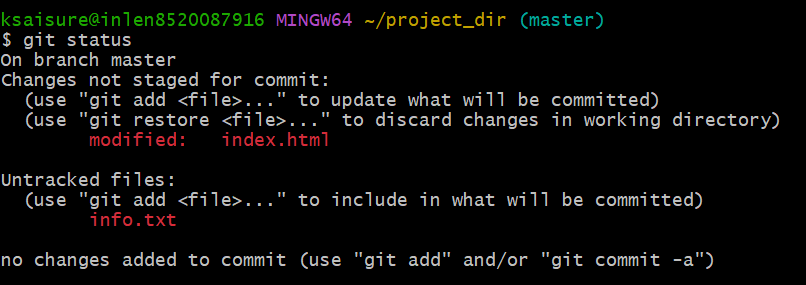 ksaisure@inlen8520087916 MINGW64 ~/project_dir (master)
$ git status
On branch master
Changes not staged for commit:
  (use "git add <file>..." to update what will be committed)
  (use "git restore <file>..." to discard changes in working directory)
        modified:   index.html

Untracked files:
  (use "git add <file>..." to include in what will be committed)
        info.txt

no changes added to commit (use "git add" and/or "git commit -a")